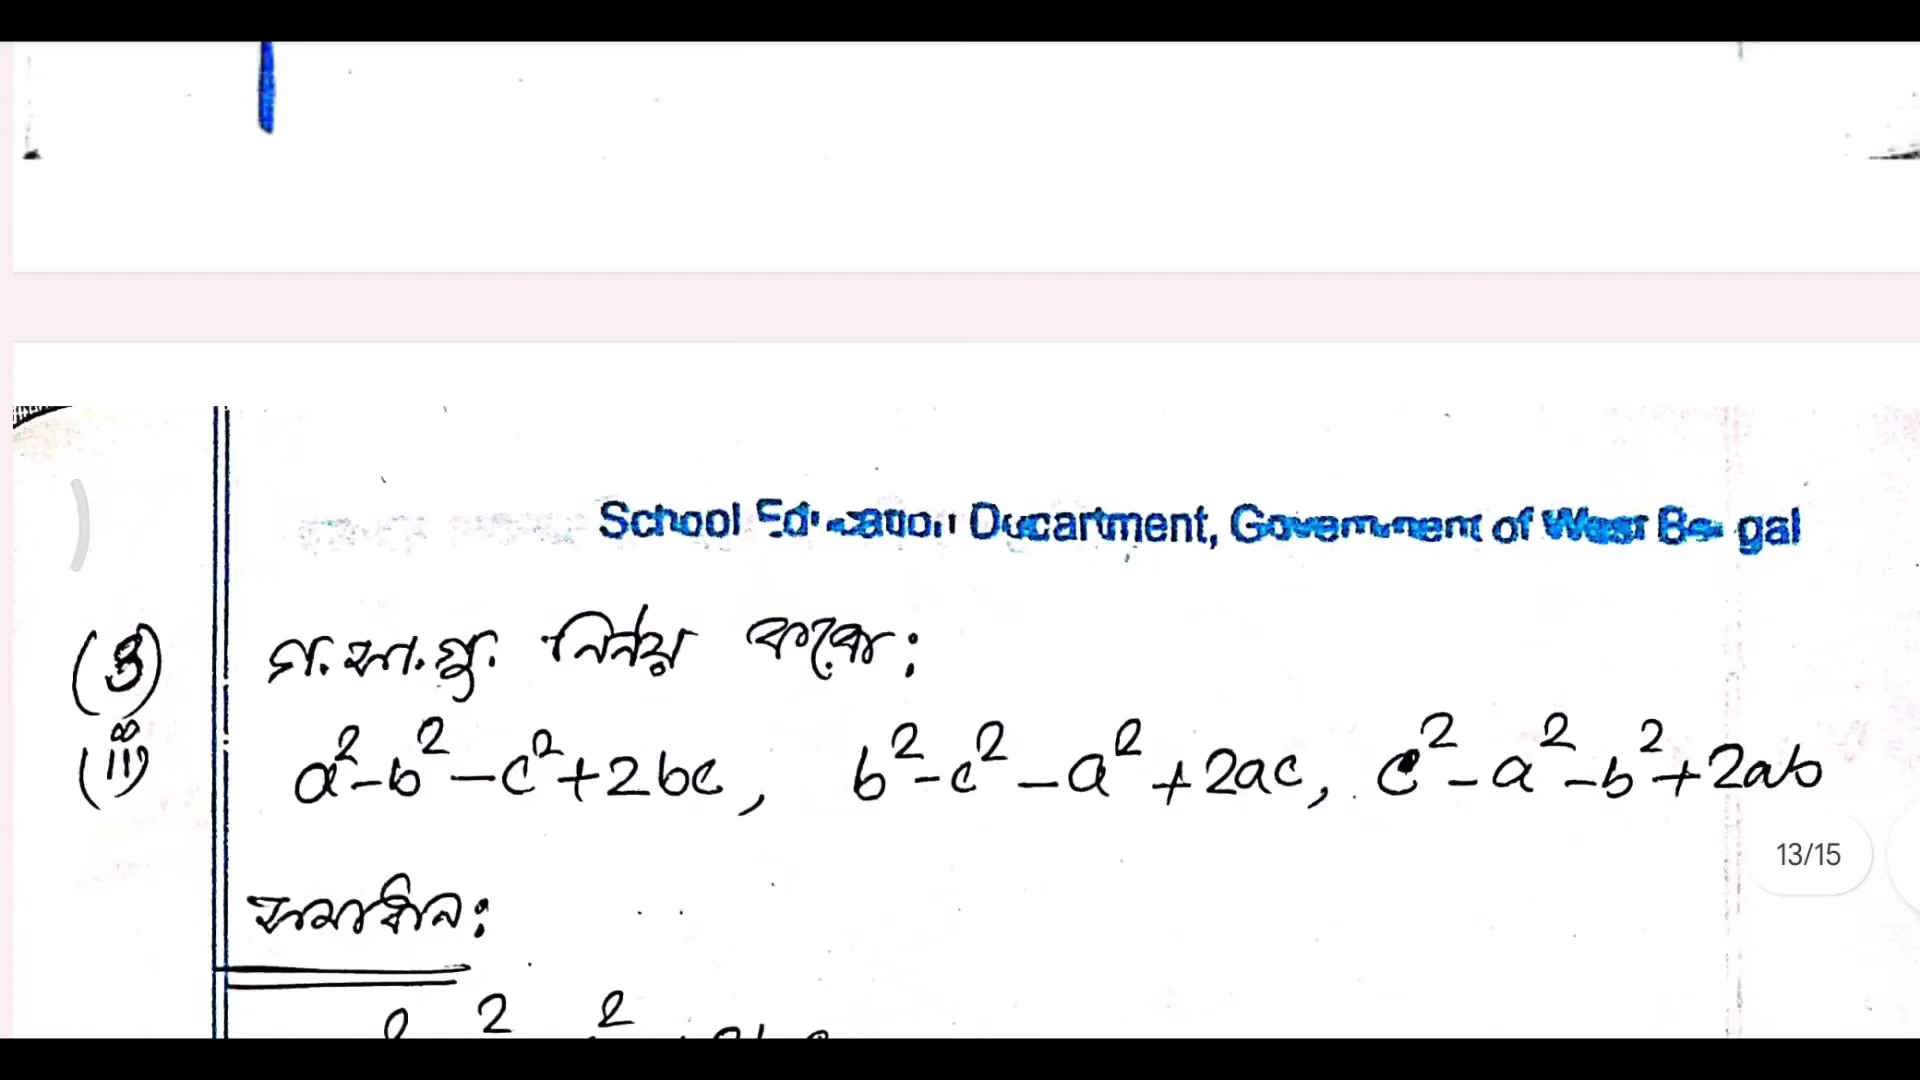 School Education Department, Government of West Bengal
(3) গ.সা.গু. নির্ণয় করো:
(iii) a²-b²-c²+2bc, b²-c²-a²+2ac, c²-a²-b²+2ab
13/15
সমাধান: